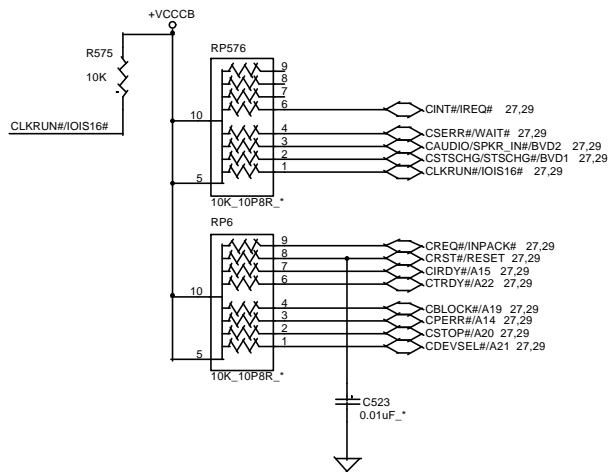 +VCCCB
R575
10K
CLKRUN#/IOIS16#
RP576
9
8
7
6 CINT#/IREQ# 27,29
10
4 CSERR#/WAIT# 27,29
3 CAUDIO/SPKR_IN#/BVD2 27,29
2 CSTSCHG/STSCHG#/BVD1 27,29
1 CLKRUN#/IOIS16# 27,29
5
10K_10P8R_*
RP6
9 CREQ#/INPACK# 27,29
8 CRST#/RESET 27,29
7 CIRDY#/A15 27,29
6 CTRDY#/A22 27,29
10
4 CBLOCK#/A19 27,29
3 CPERR#/A14 27,29
2 CSTOP#/A20 27,29
1 CDEVSEL#/A21 27,29
5
10K_10P8R_*
C523
0.01uF_*